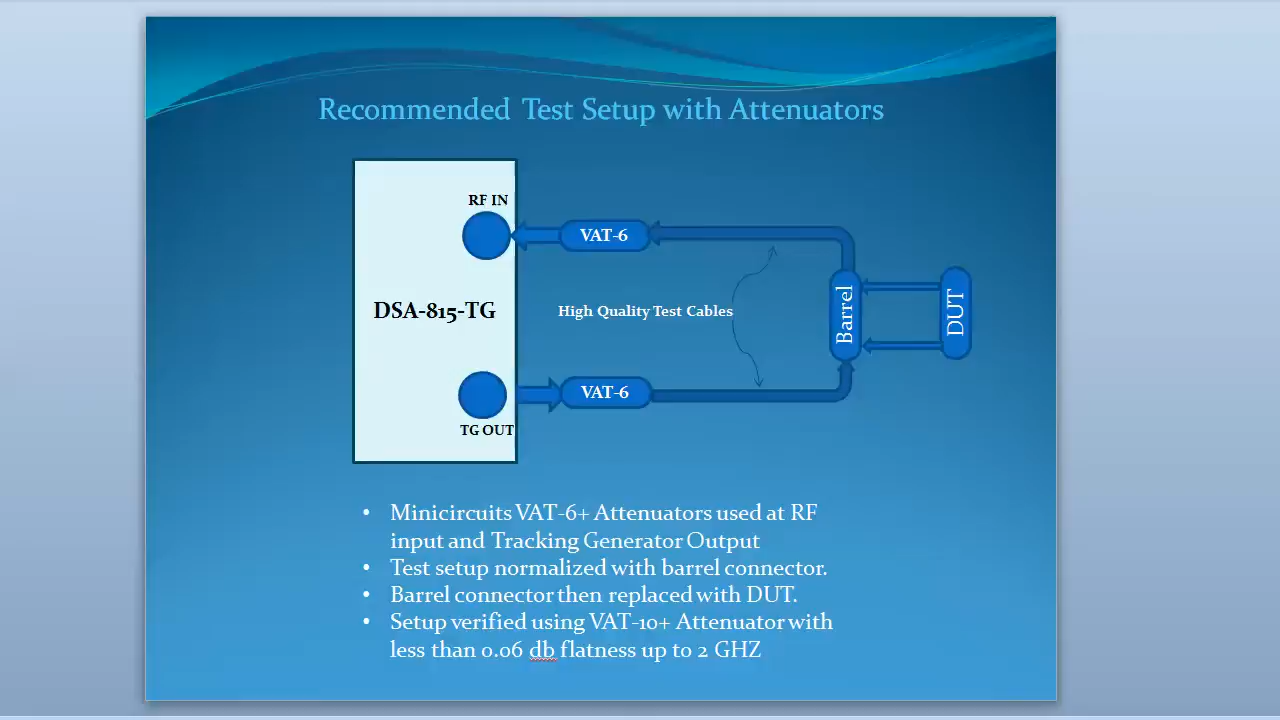 Recommended Test Setup with Attenuators
RF IN
VAT-6
DSA-815-TG
High Quality Test Cables
Barrel
DUT
VAT-6
TG OUT
• Minicircuits VAT-6+ Attenuators used at RF
input and Tracking Generator Output
• Test setup normalized with barrel connector.
• Barrel connector then replaced with DUT.
• Setup verified using VAT-10+ Attenuator with
less than 0.06 db flatness up to 2 GHZ